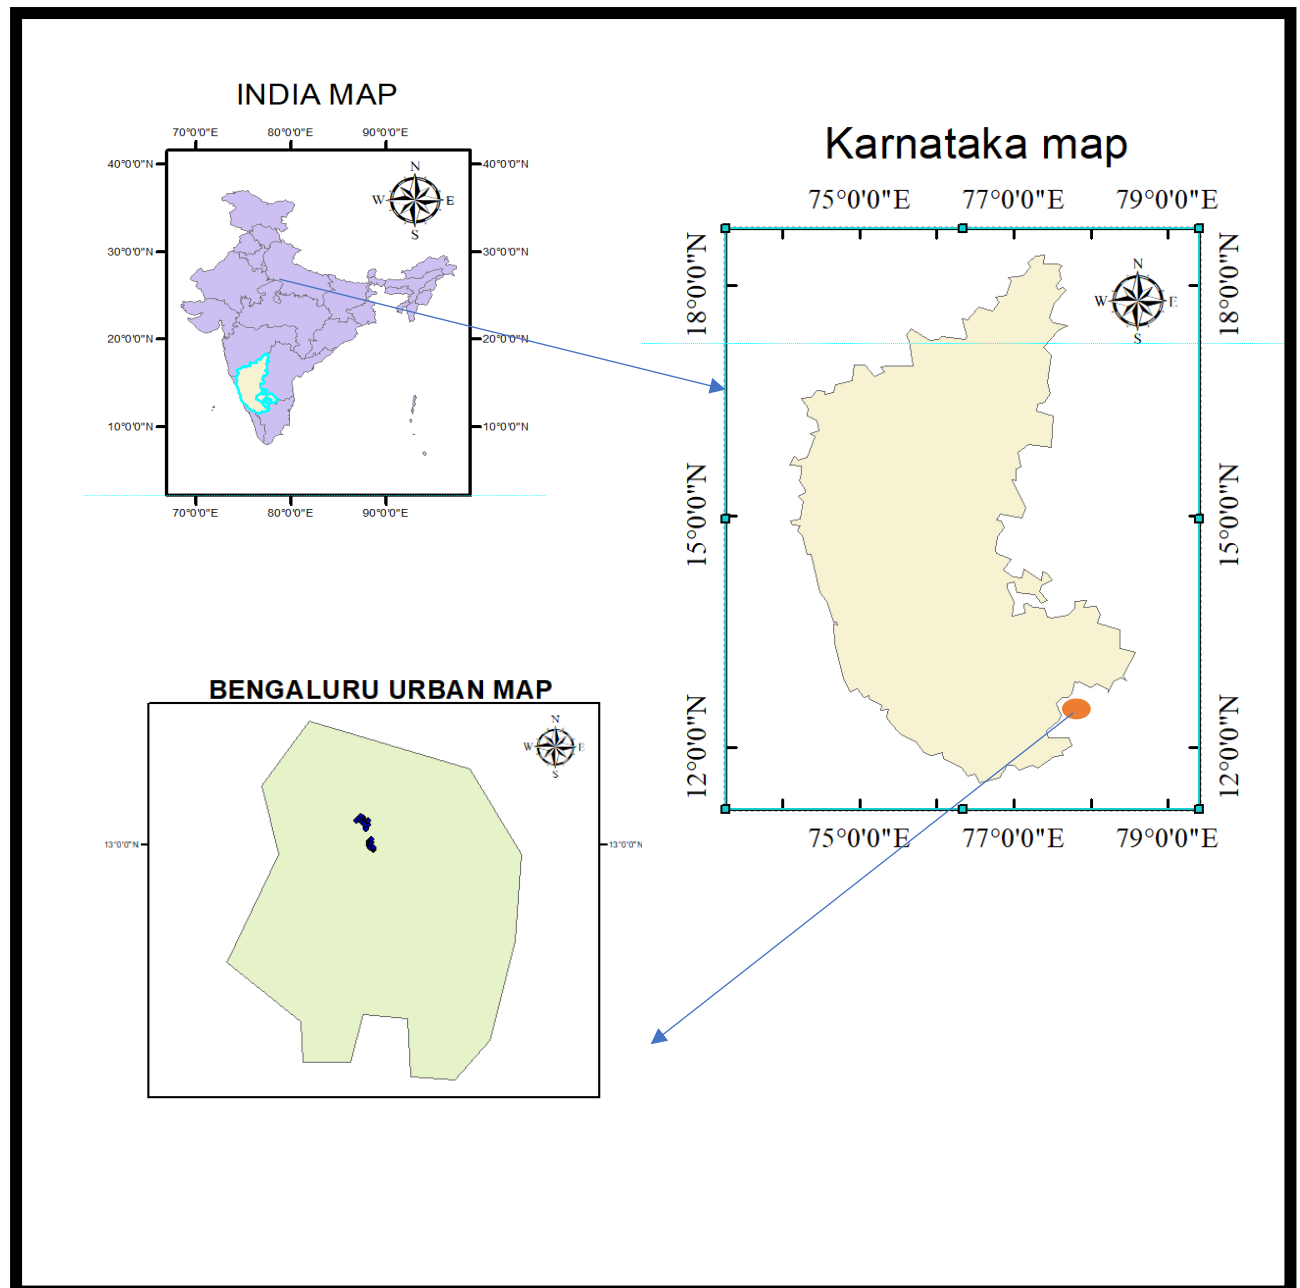 INDIA MAP
70°0'0"E 80°0'0"E 90°0'0"E
40°0'0"N 40°0'0"N
N
W E
S
30°0'0"N 30°0'0"N
20°0'0"N 20°0'0"N
10°0'0"N 10°0'0"N
70°0'0"E 80°0'0"E 90°0'0"E
Karnataka map
75°0'0"E 77°0'0"E 79°0'0"E
18°0'0"N 18°0'0"N
N
W E
S
15°0'0"N 15°0'0"N
12°0'0"N 12°0'0"N
75°0'0"E 77°0'0"E 79°0'0"E
BENGALURU URBAN MAP
N
W E
S
13°0'0"N 13°0'0"N